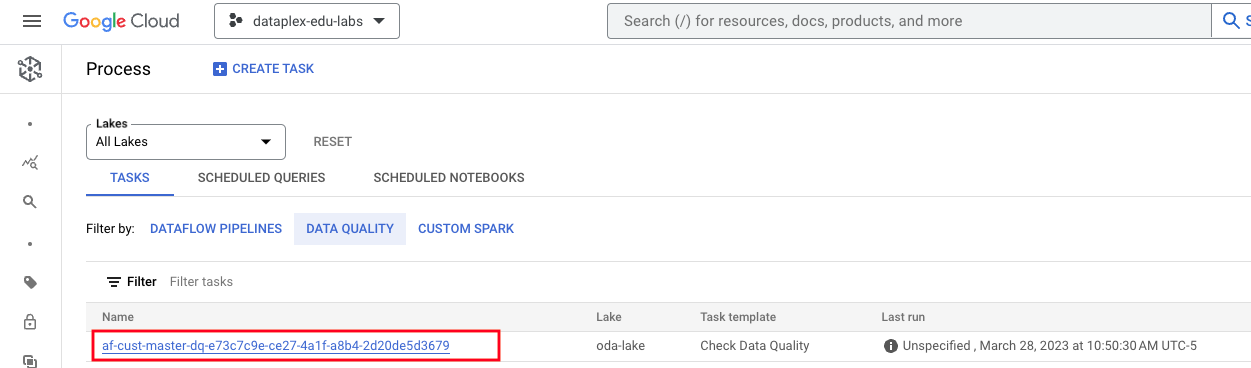 Google Cloud dataplex-edu-labs Search (/) for resources, docs, products, and more S
Process CREATE TASK
Lakes
All Lakes RESET
TASKS SCHEDULED QUERIES SCHEDULED NOTEBOOKS
Filter by: DATAFLOW PIPELINES DATA QUALITY CUSTOM SPARK
Filter Filter tasks
Name Lake Task template Last run
af-cust-master-dq-e73c7c9e-ce27-4a1f-a8b4-2d20de5d3679 oda-lake Check Data Quality Unspecified , March 28, 2023 at 10:50:30 AM UTC-5